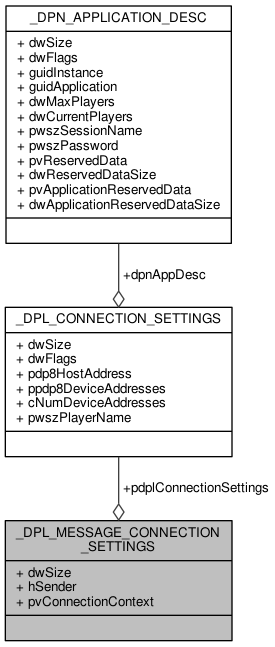 _DPN_APPLICATION_DESC
+ dwSize
+ dwFlags
+ guidInstance
+ guidApplication
+ dwMaxPlayers
+ dwCurrentPlayers
+ pwszSessionName
+ pwszPassword
+ pvReservedData
+ dwReservedDataSize
+ pvApplicationReservedData
+ dwApplicationReservedDataSize
+dpnAppDesc
_DPL_CONNECTION_SETTINGS
+ dwSize
+ dwFlags
+ pdp8HostAddress
+ ppdp8DeviceAddresses
+ cNumDeviceAddresses
+ pwszPlayerName
+pdplConnectionSettings
_DPL_MESSAGE_CONNECTION
_SETTINGS
+ dwSize
+ hSender
+ pvConnectionContext